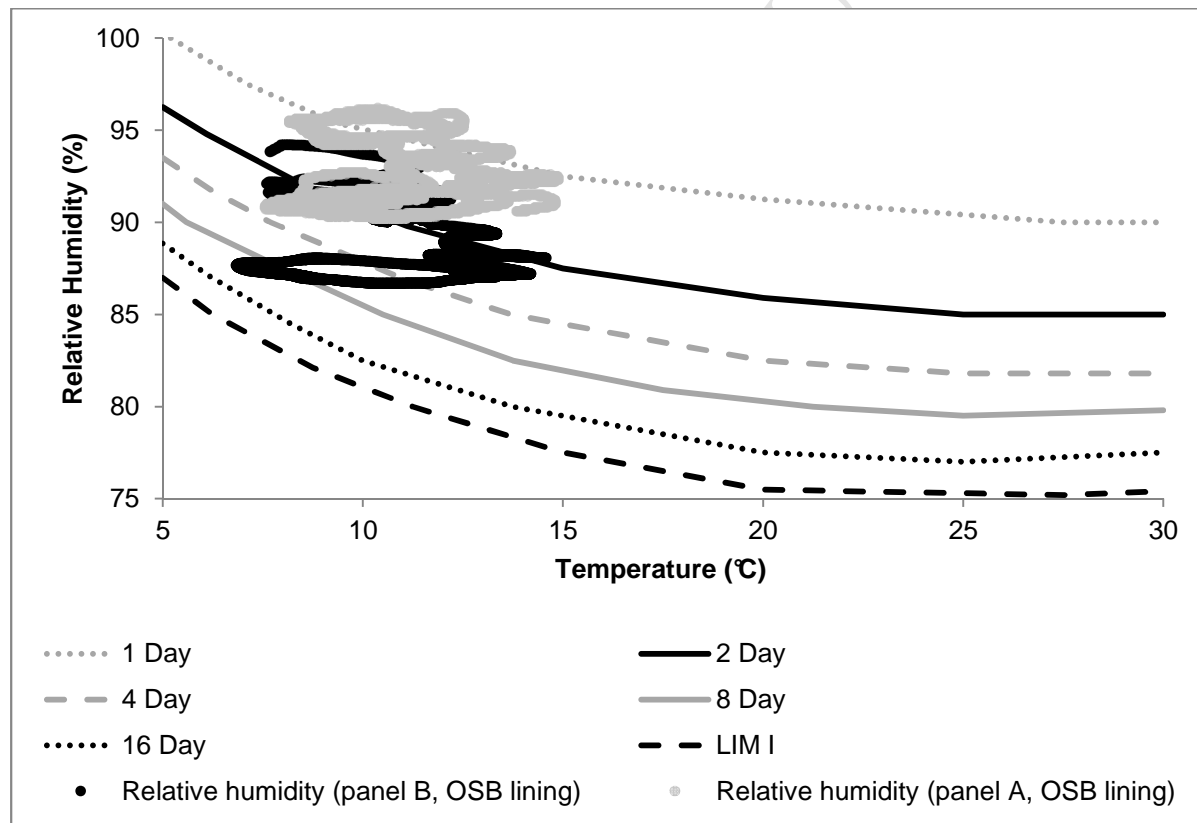 100
95
90
85
80
75
Relative Humidity (%)
5 10 15 20 25 30
Temperature (°C)
1 Day 2 Day
4 Day 8 Day
16 Day LIM I
Relative humidity (panel B, OSB lining) Relative humidity (panel A, OSB lining)